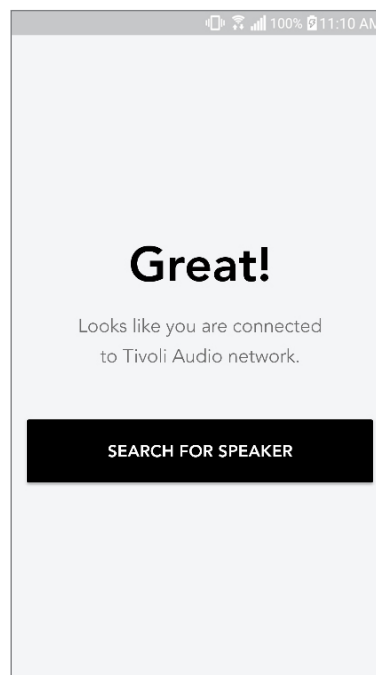 100% 11:10 AM
Great!
Looks like you are connected
to Tivoli Audio network.
SEARCH FOR SPEAKER